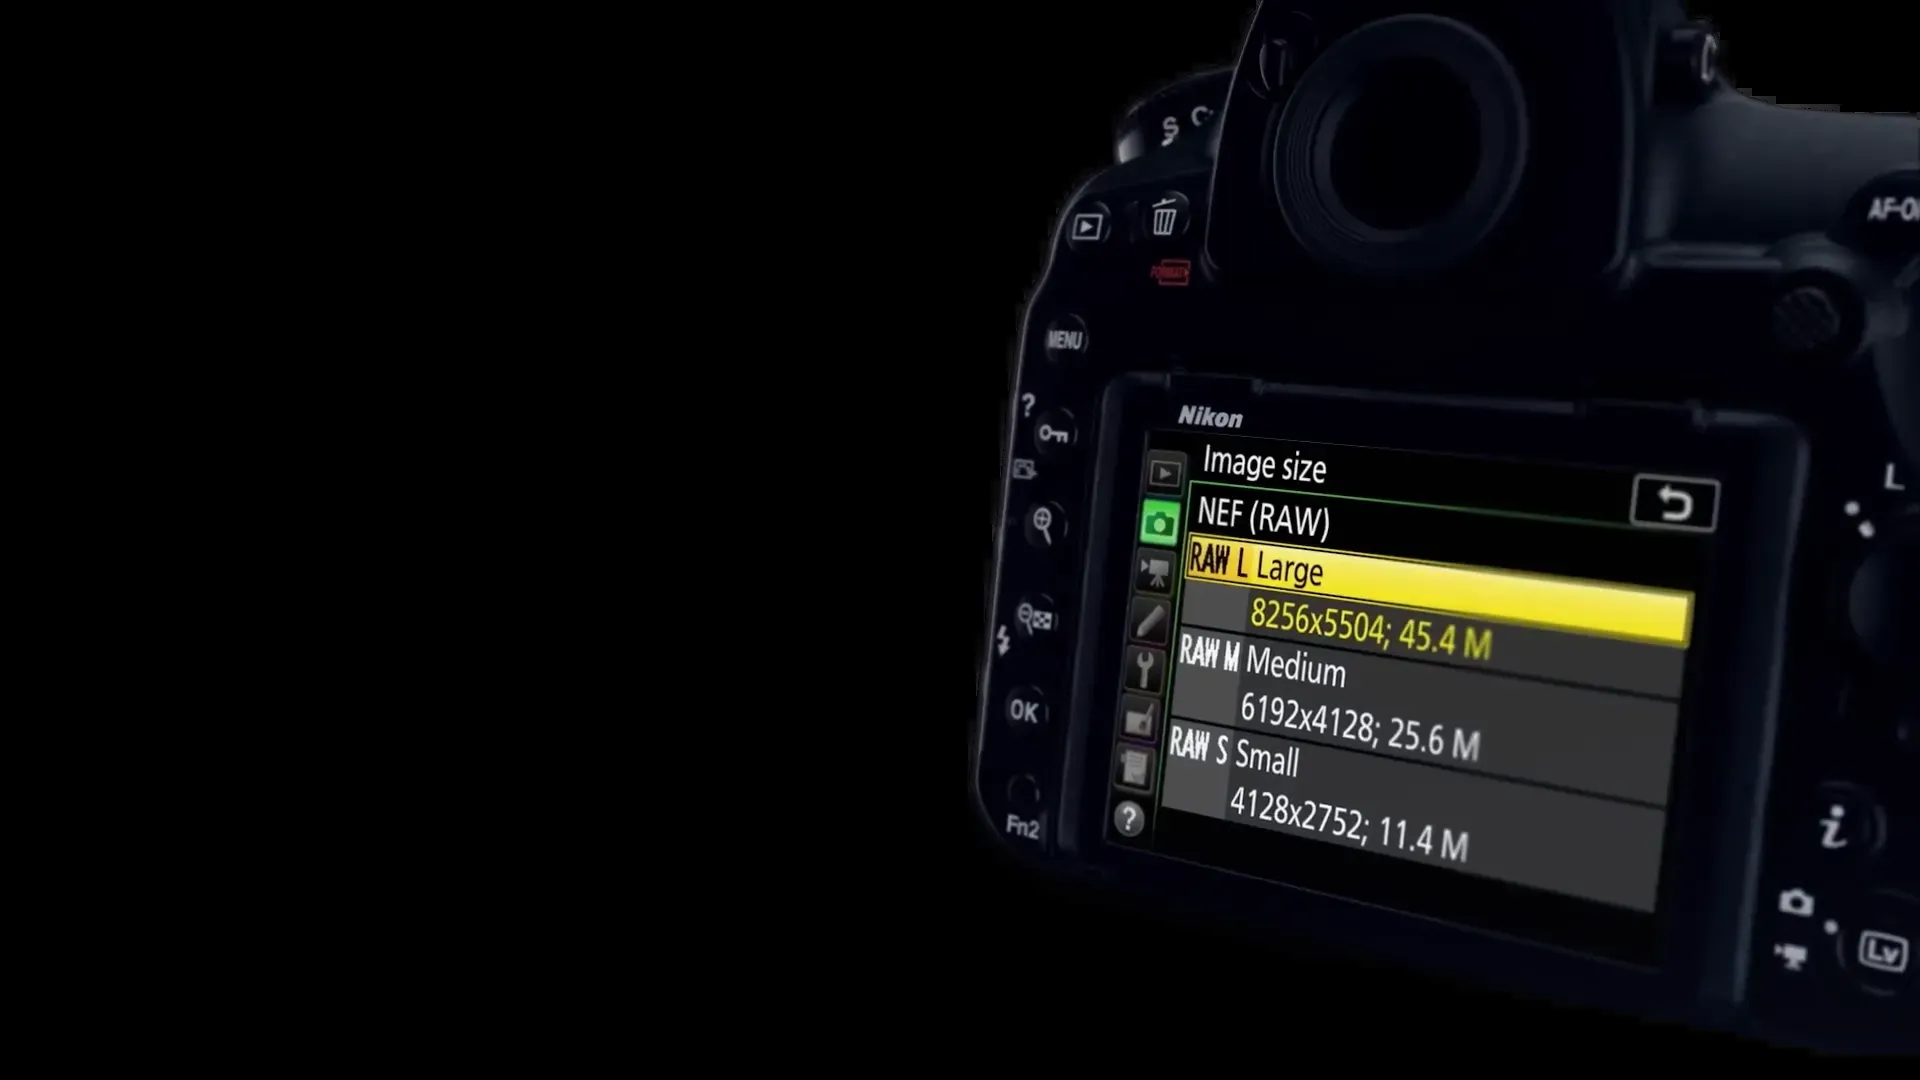 S C
FORMAT
MENU
?
OK
Fn2
AF-ON
L
Lv
i
Nikon
Image size
NEF (RAW)
RAW L Large
8256x5504; 45.4 M
RAW M Medium
6192x4128; 25.6 M
RAW S Small
4128x2752; 11.4 M
?